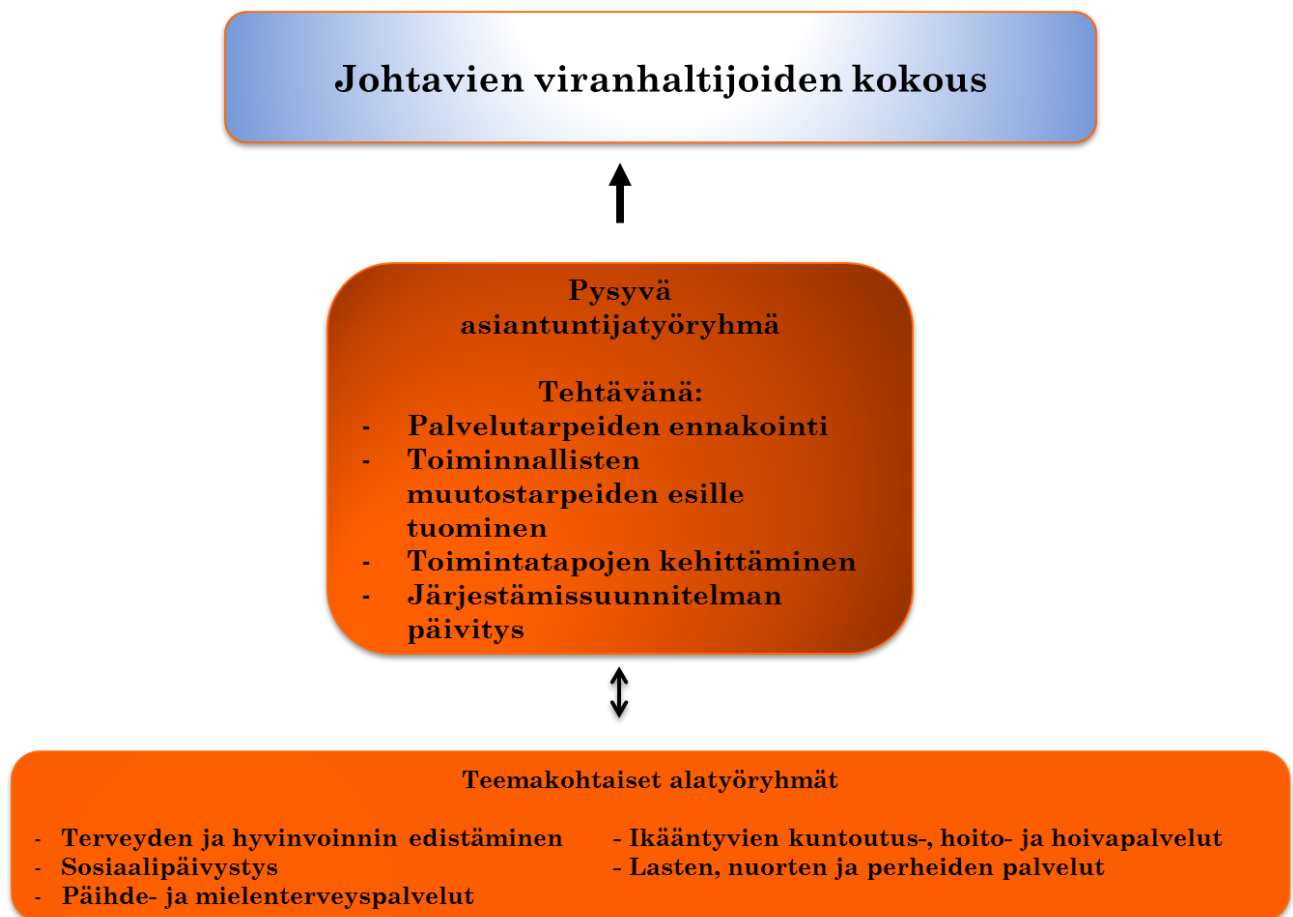 Johtavien viranhaltijoiden kokous
Pysyvä
asiantuntijatyöryhmä
Tehtävänä:
- Palvelutarpeiden ennakointi
- Toiminnallisten
muutostarpeiden esille
tuominen
- Toimintatapojen kehittäminen
- Järjestämissuunnitelman
päivitys
Teemakohtaiset alatyöryhmät
- Terveyden ja hyvinvoinnin edistäminen
- Sosiaalipäivystys
- Päihde- ja mielenterveyspalvelut
- Ikääntyvien kuntoutus-, hoito- ja hoivapalvelut
- Lasten, nuorten ja perheiden palvelut